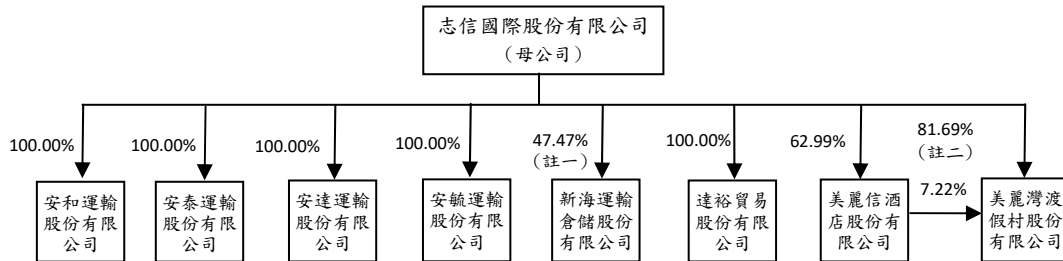 志信國際股份有限公司
（母公司）
100.00%
100.00%
100.00%
100.00%
47.47%
（註一）
100.00%
62.99%
81.69%
（註二）
7.22%
安和運輸
股份有限
公司
安泰運輸
股份有限
公司
安達運輸
股份有限
公司
安毓運輸
股份有限
公司
新海運輸
倉儲股份
有限公司
達裕貿易
股份有限
公司
美麗信酒
店股份有
限公司
美麗灣渡
假村股份
有限公司